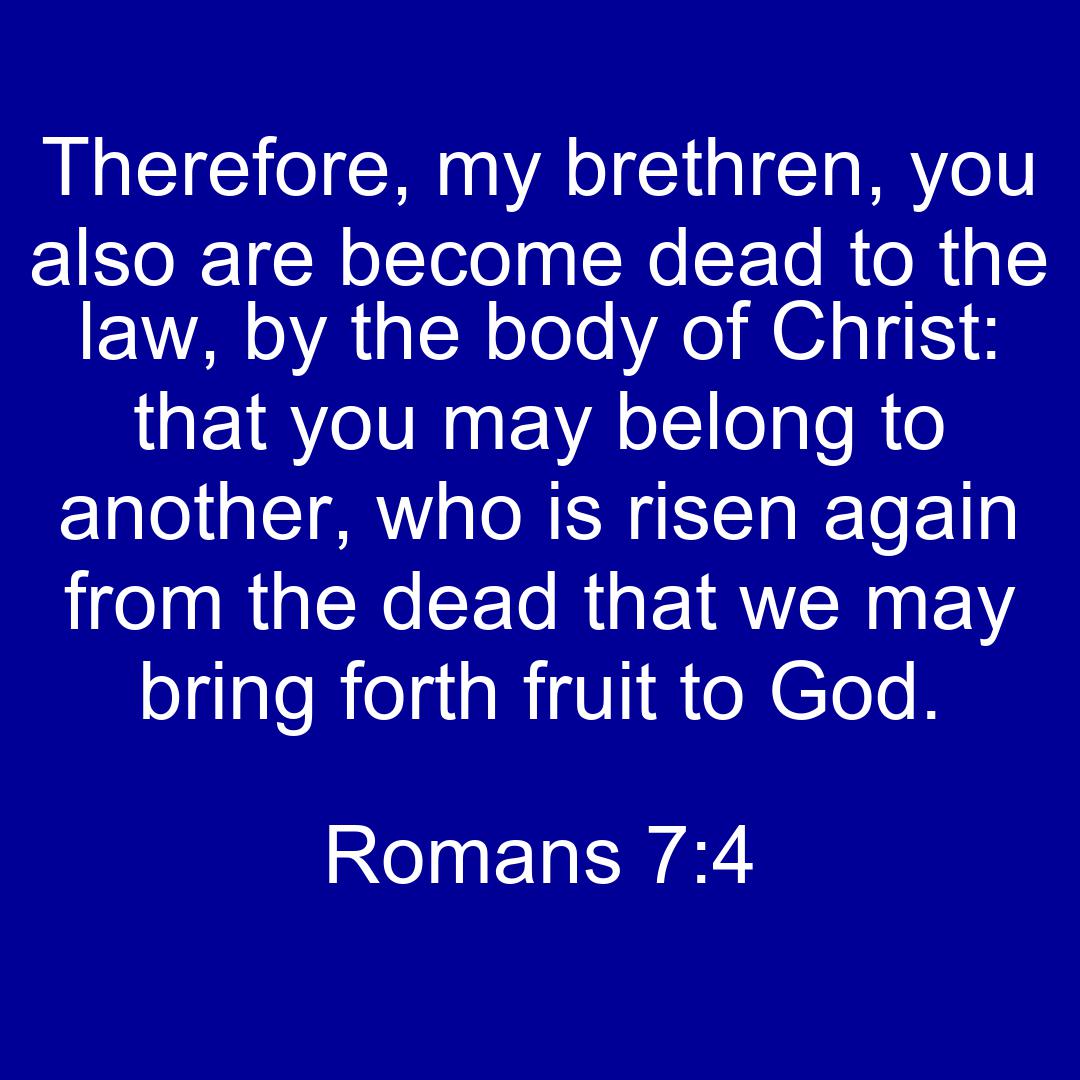 Therefore, my brethren, you
also are become dead to the
law, by the body of Christ:
that you may belong to
another, who is risen again
from the dead that we may
bring forth fruit to God.
Romans 7:4